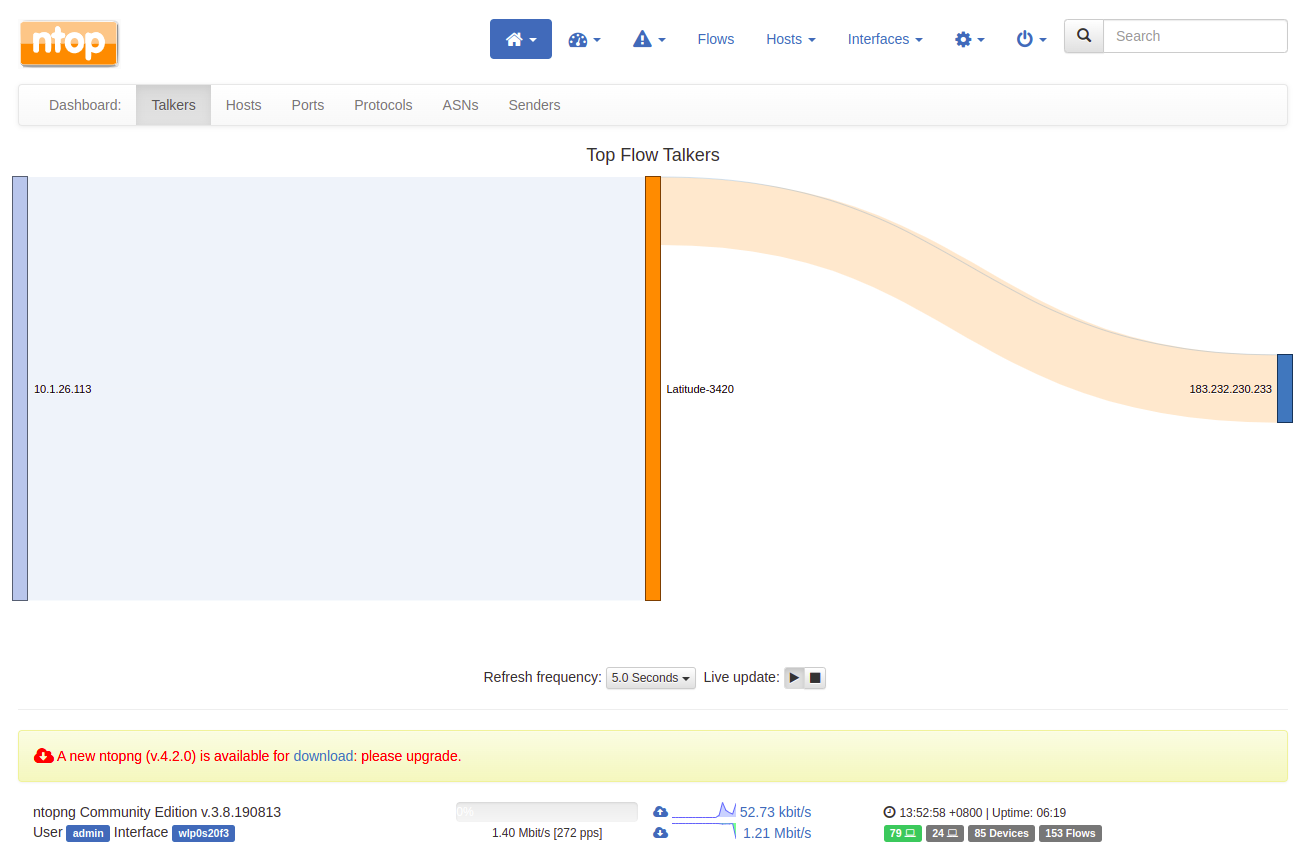 ntop
Flows Hosts Interfaces Search
Dashboard: Talkers Hosts Ports Protocols ASNs Senders
Top Flow Talkers
10.1.26.113 Latitude-3420 183.232.230.233
Refresh frequency: 5.0 Seconds Live update:
A new ntopng (v.4.2.0) is available for download: please upgrade.
ntopng Community Edition v.3.8.190813 0% 52.73 kbit/s 13:52:58 +0800 | Uptime: 06:19
User admin Interface wlp0s20f3 1.40 Mbit/s [272 pps] 1.21 Mbit/s 79 24 85 Devices 153 Flows